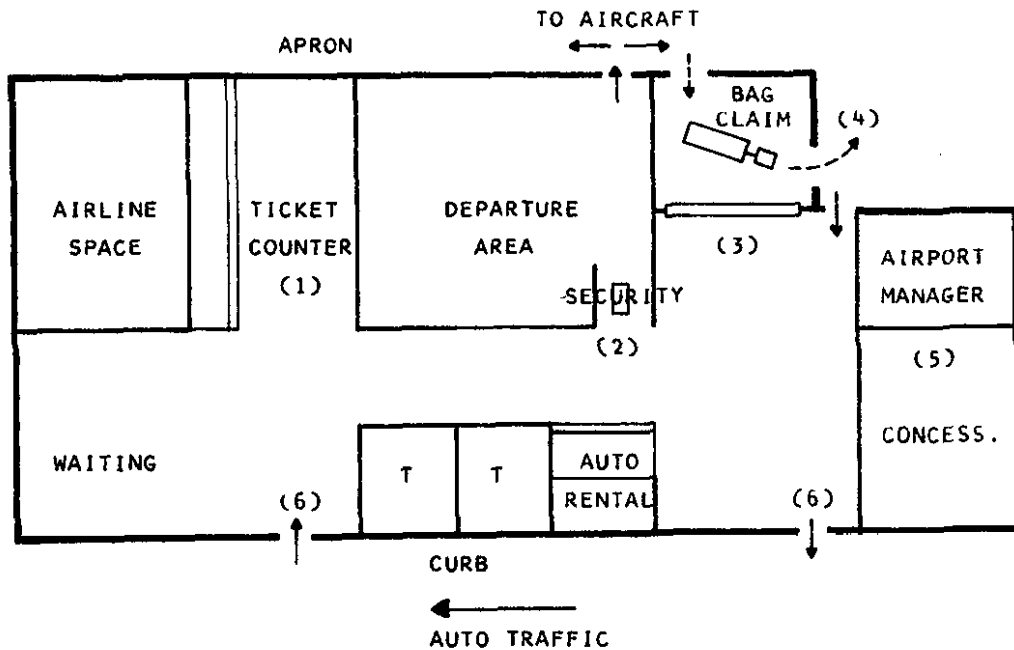 TO AIRCRAFT
APRON
BAG
CLAIM
(4)
AIRLINE
SPACE
TICKET
COUNTER
(1)
DEPARTURE
AREA
(3)
AIRPORT
MANAGER
SECURITY
(2)
(5)
WAITING
T
T
AUTO
RENTAL
CONCESS.
(6)
(6)
CURB
AUTO TRAFFIC